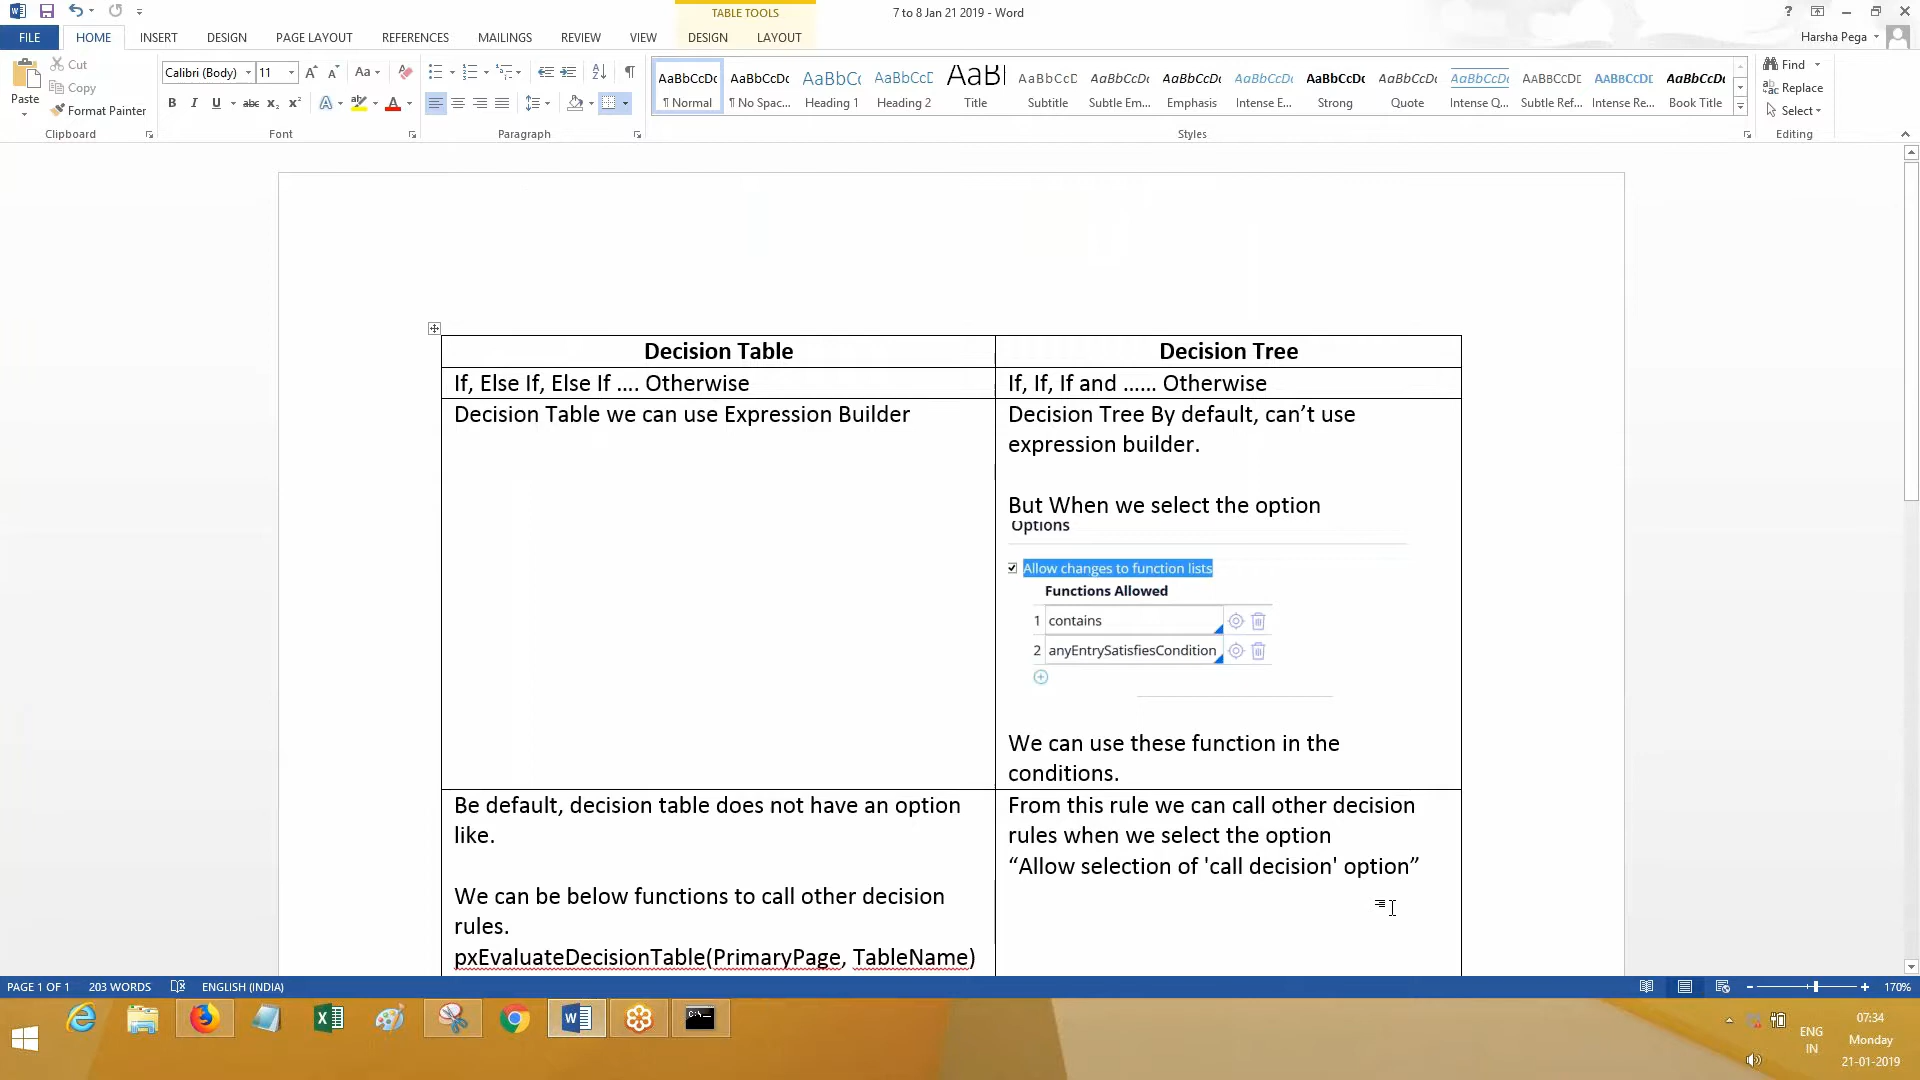 TABLE TOOLS
7 to 8 Jan 21 2019 - Word
?
FILE
HOME
INSERT
DESIGN
PAGE LAYOUT
REFERENCES
MAILINGS
REVIEW
VIEW
DESIGN
LAYOUT
Harsha Pega
Paste
Cut
Copy
Format Painter
Clipboard
Calibri (Body)
11
Font
Paragraph
AaBbCcDc
¶ Normal
AaBbCcDc
¶ No Spac...
AaBbCc
Heading 1
AaBbCcD
Heading 2
AaBl
Title
AaBbCcD
Subtitle
AaBbCcDc
Subtle Em...
AaBbCcDc
Emphasis
AaBbCcDc
Intense E...
AaBbCcDc
Strong
AaBbCcDc
Quote
AaBbCcDc
Intense Q...
AABBCCDE
Subtle Ref...
AABBCCDE
Intense Re...
AaBbCcDc
Book Title
Styles
Find
Replace
Select
Editing
Decision Table
Decision Tree
If, Else If, Else If .... Otherwise
If, If, If and ...... Otherwise
Decision Table we can use Expression Builder
Decision Tree By default, can’t use
expression builder.
But When we select the option
Options
Allow changes to function lists
Functions Allowed
1 contains
2 anyEntrySatisfiesCondition
We can use these function in the
conditions.
Be default, decision table does not have an option
like.
We can be below functions to call other decision
rules.
pxEvaluateDecisionTable(PrimaryPage, TableName)
From this rule we can call other decision
rules when we select the option
“Allow selection of 'call decision' option”
PAGE 1 OF 1
203 WORDS
ENGLISH (INDIA)
170%
ENG
IN
07:34
Monday
21-01-2019